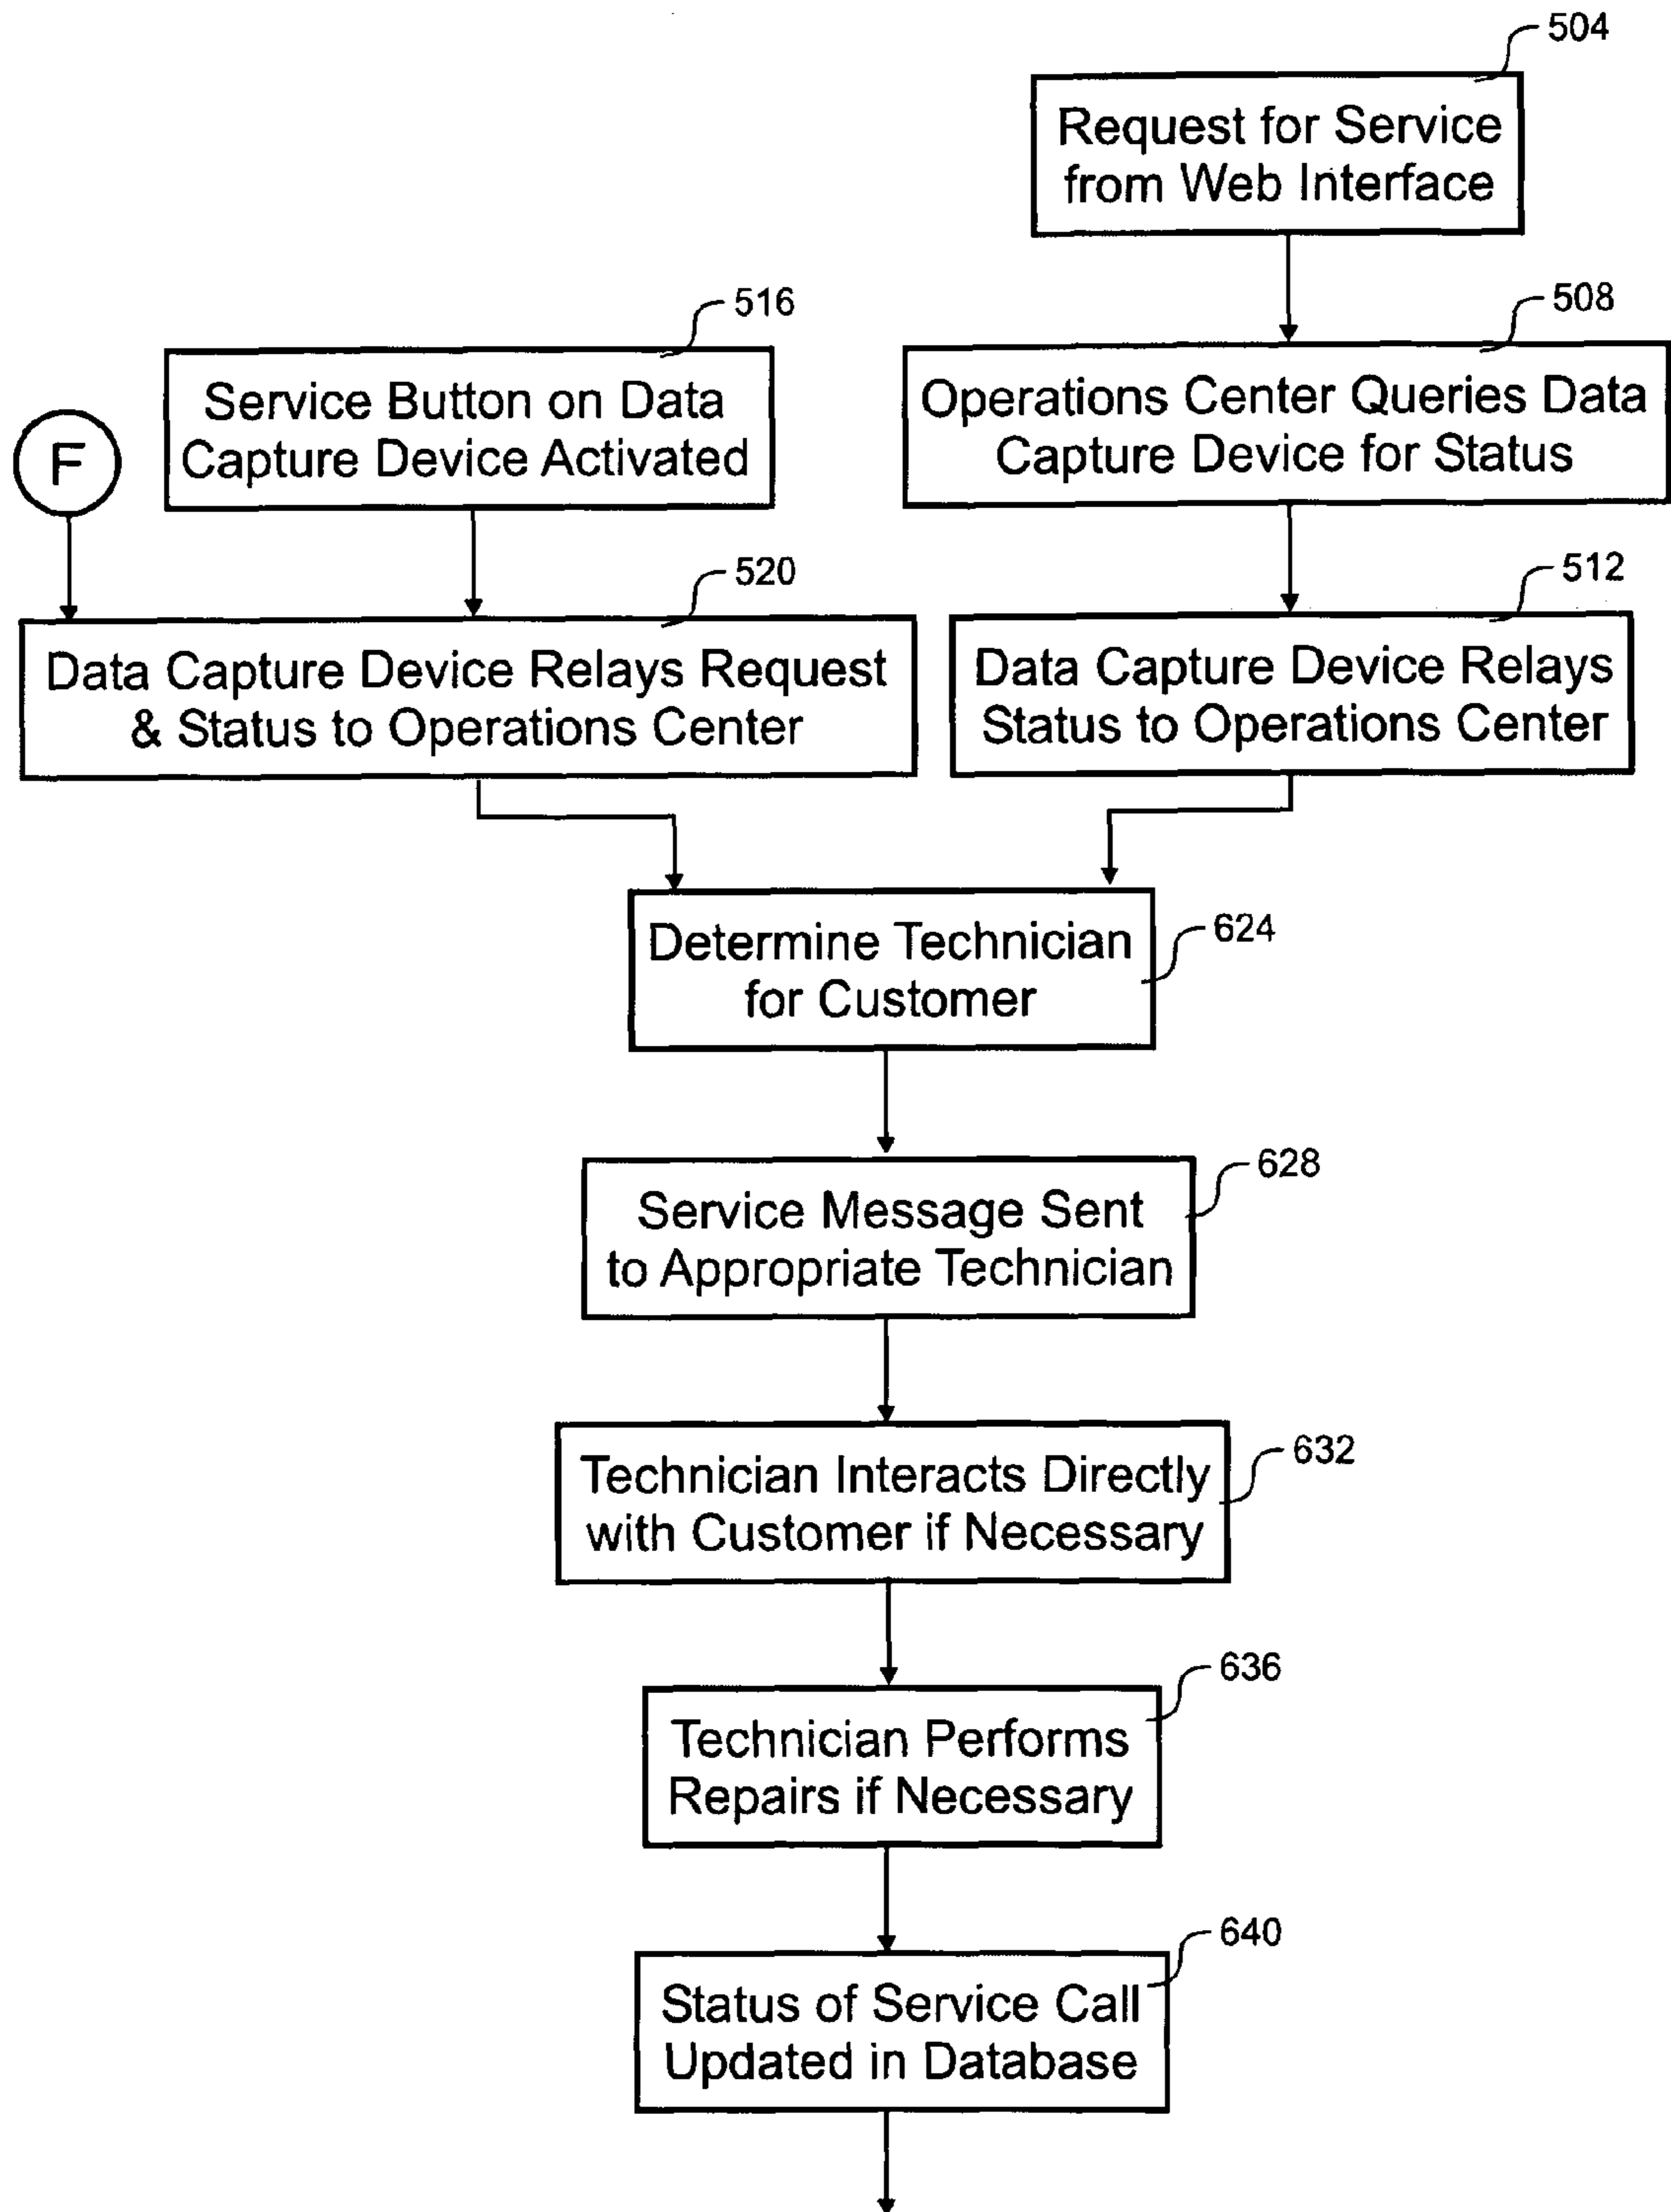 504
Request for Service
from Web Interface
516
508
Service Button on Data
Capture Device Activated
Operations Center Queries Data
Capture Device for Status
F
520
512
Data Capture Device Relays Request
& Status to Operations Center
Data Capture Device Relays
Status to Operations Center
624
Determine Technician
for Customer
628
Service Message Sent
to Appropriate Technician
632
Technician Interacts Directly
with Customer if Necessary
636
Technician Performs
Repairs if Necessary
640
Status of Service Call
Updated in Database